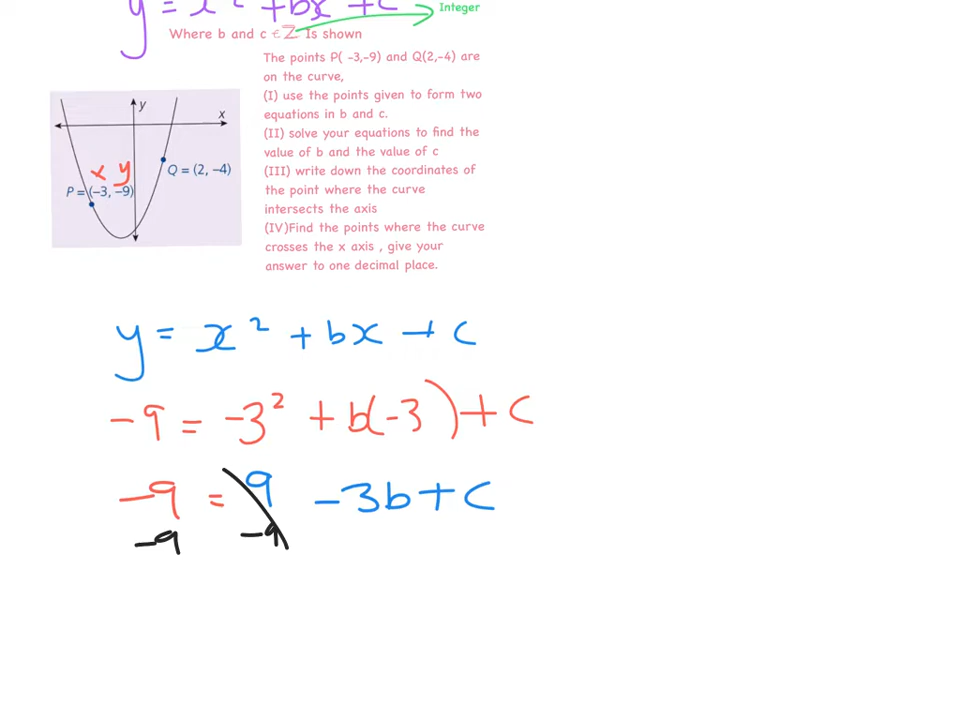 y = x² + bx + c
Integer
Where b and c ∈ ℤ Is shown
The points P( -3,-9) and Q(2,-4) are
on the curve,
(I) use the points given to form two
equations in b and c.
(II) solve your equations to find the
value of b and the value of c
(III) write down the coordinates of
the point where the curve
intersects the axis
(IV)Find the points where the curve
crosses the x axis , give your
answer to one decimal place.
y
x
x y
Q = (2, −4)
P = (−3, −9)
y = x² + bx + c
-9 = -3² + b(-3) + c
-9 = 9 -3b + c
-9 -9